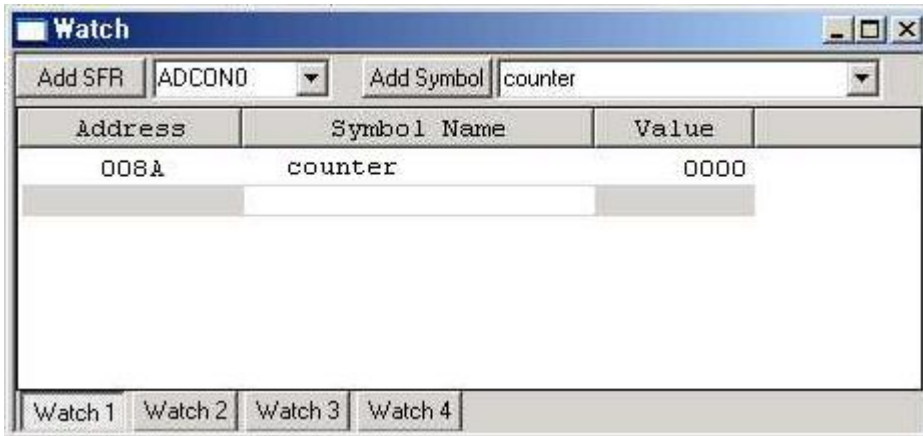 Watch
Add SFR ADCON0 Add Symbol counter
Address Symbol Name Value
008A counter 0000
Watch 1 Watch 2 Watch 3 Watch 4